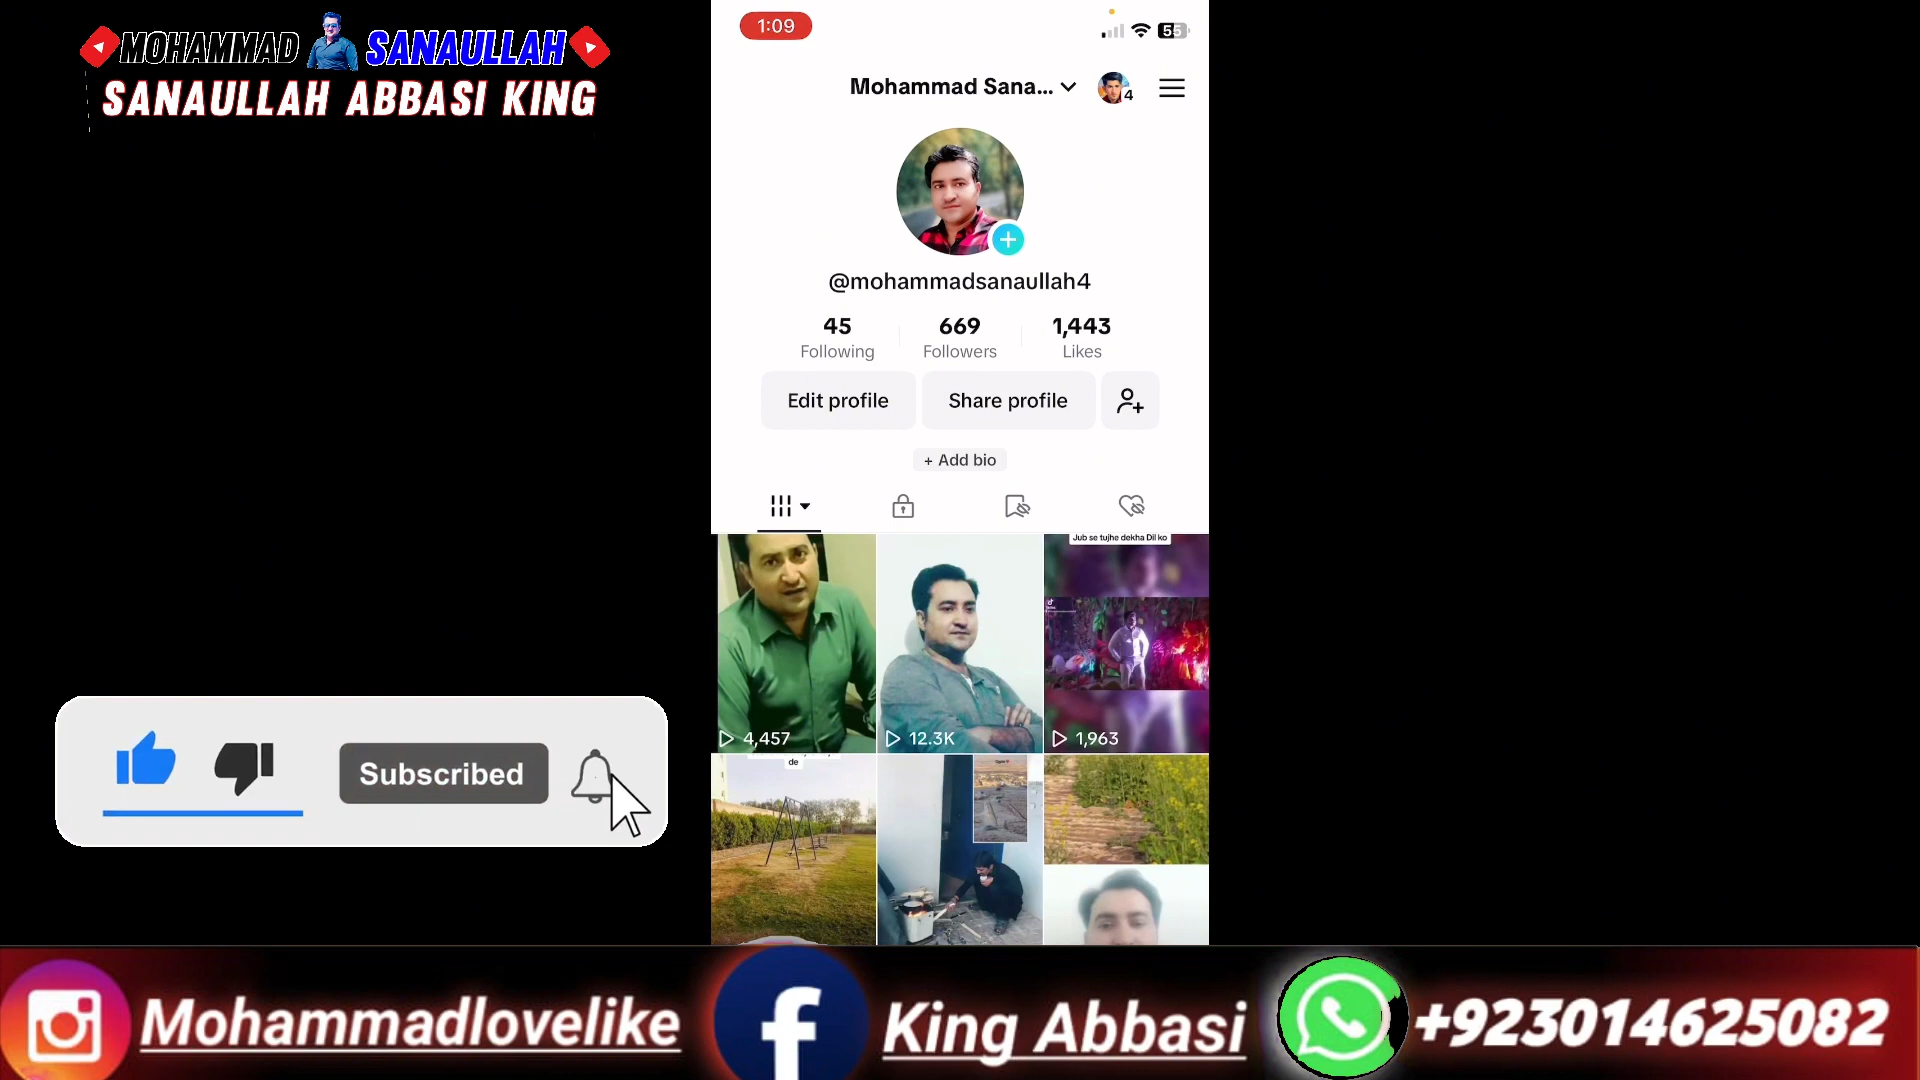 MOHAMMAD SANAULLAH
SANAULLAH ABBASI KING
1:09
55
Mohammad Sana...
4
@mohammadsanaullah4
45
Following
669
Followers
1,443
Likes
Edit profile
Share profile
+ Add bio
Jub se tujhe dekha Dil ko
4,457
12.3K
1,963
de
Subscribed
Mohammadlovelike
King Abbasi
+923014625082